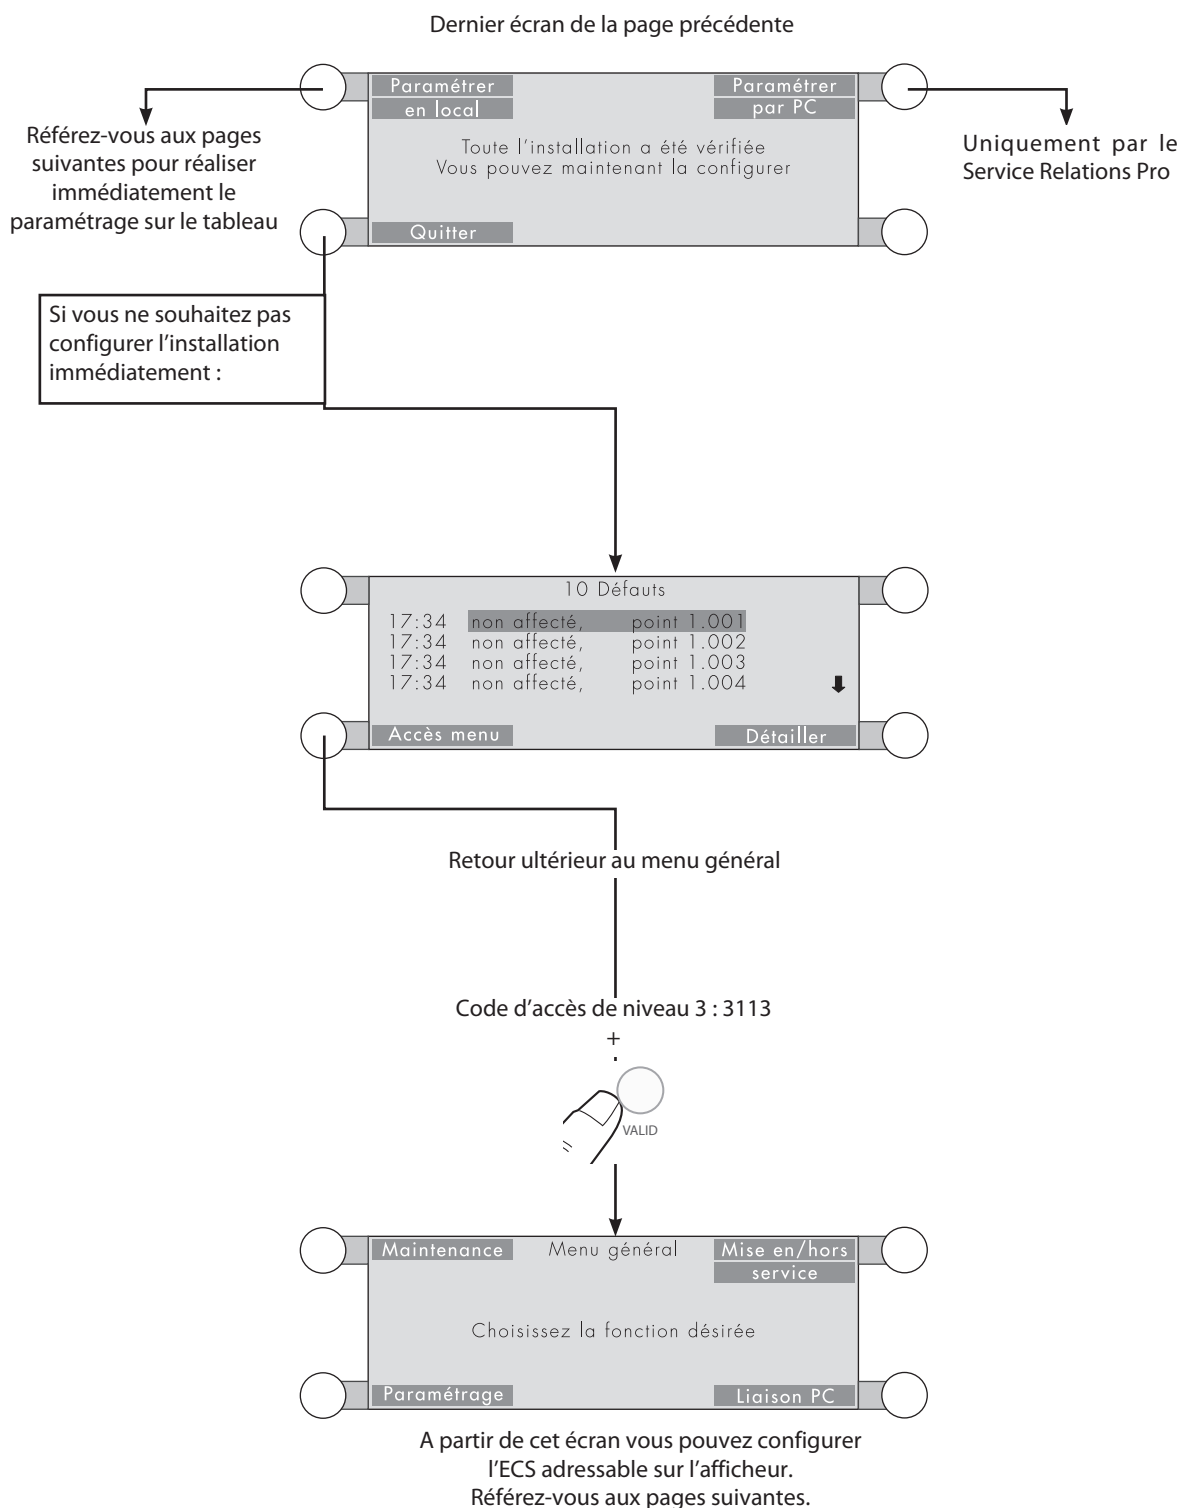 Dernier écran de la page précédente
Paramétrer
en local
Paramétrer
par PC
Toute l'installation a été vérifiée
Vous pouvez maintenant la configurer
Quitter
Référez-vous aux pages
suivantes pour réaliser
immédiatement le
paramétrage sur le tableau
Uniquement par le
Service Relations Pro
Si vous ne souhaitez pas
configurer l'installation
immédiatement :
10 Défauts
17:34 non affecté, point 1.001
17:34 non affecté, point 1.002
17:34 non affecté, point 1.003
17:34 non affecté, point 1.004
Accès menu
Détailler
Retour ultérieur au menu général
Code d'accès de niveau 3 : 3113
+
VALID
Maintenance
Menu général
Mise en/hors
service
Choisissez la fonction désirée
Paramétrage
Liaison PC
A partir de cet écran vous pouvez configurer
l'ECS adressable sur l'afficheur.
Référez-vous aux pages suivantes.